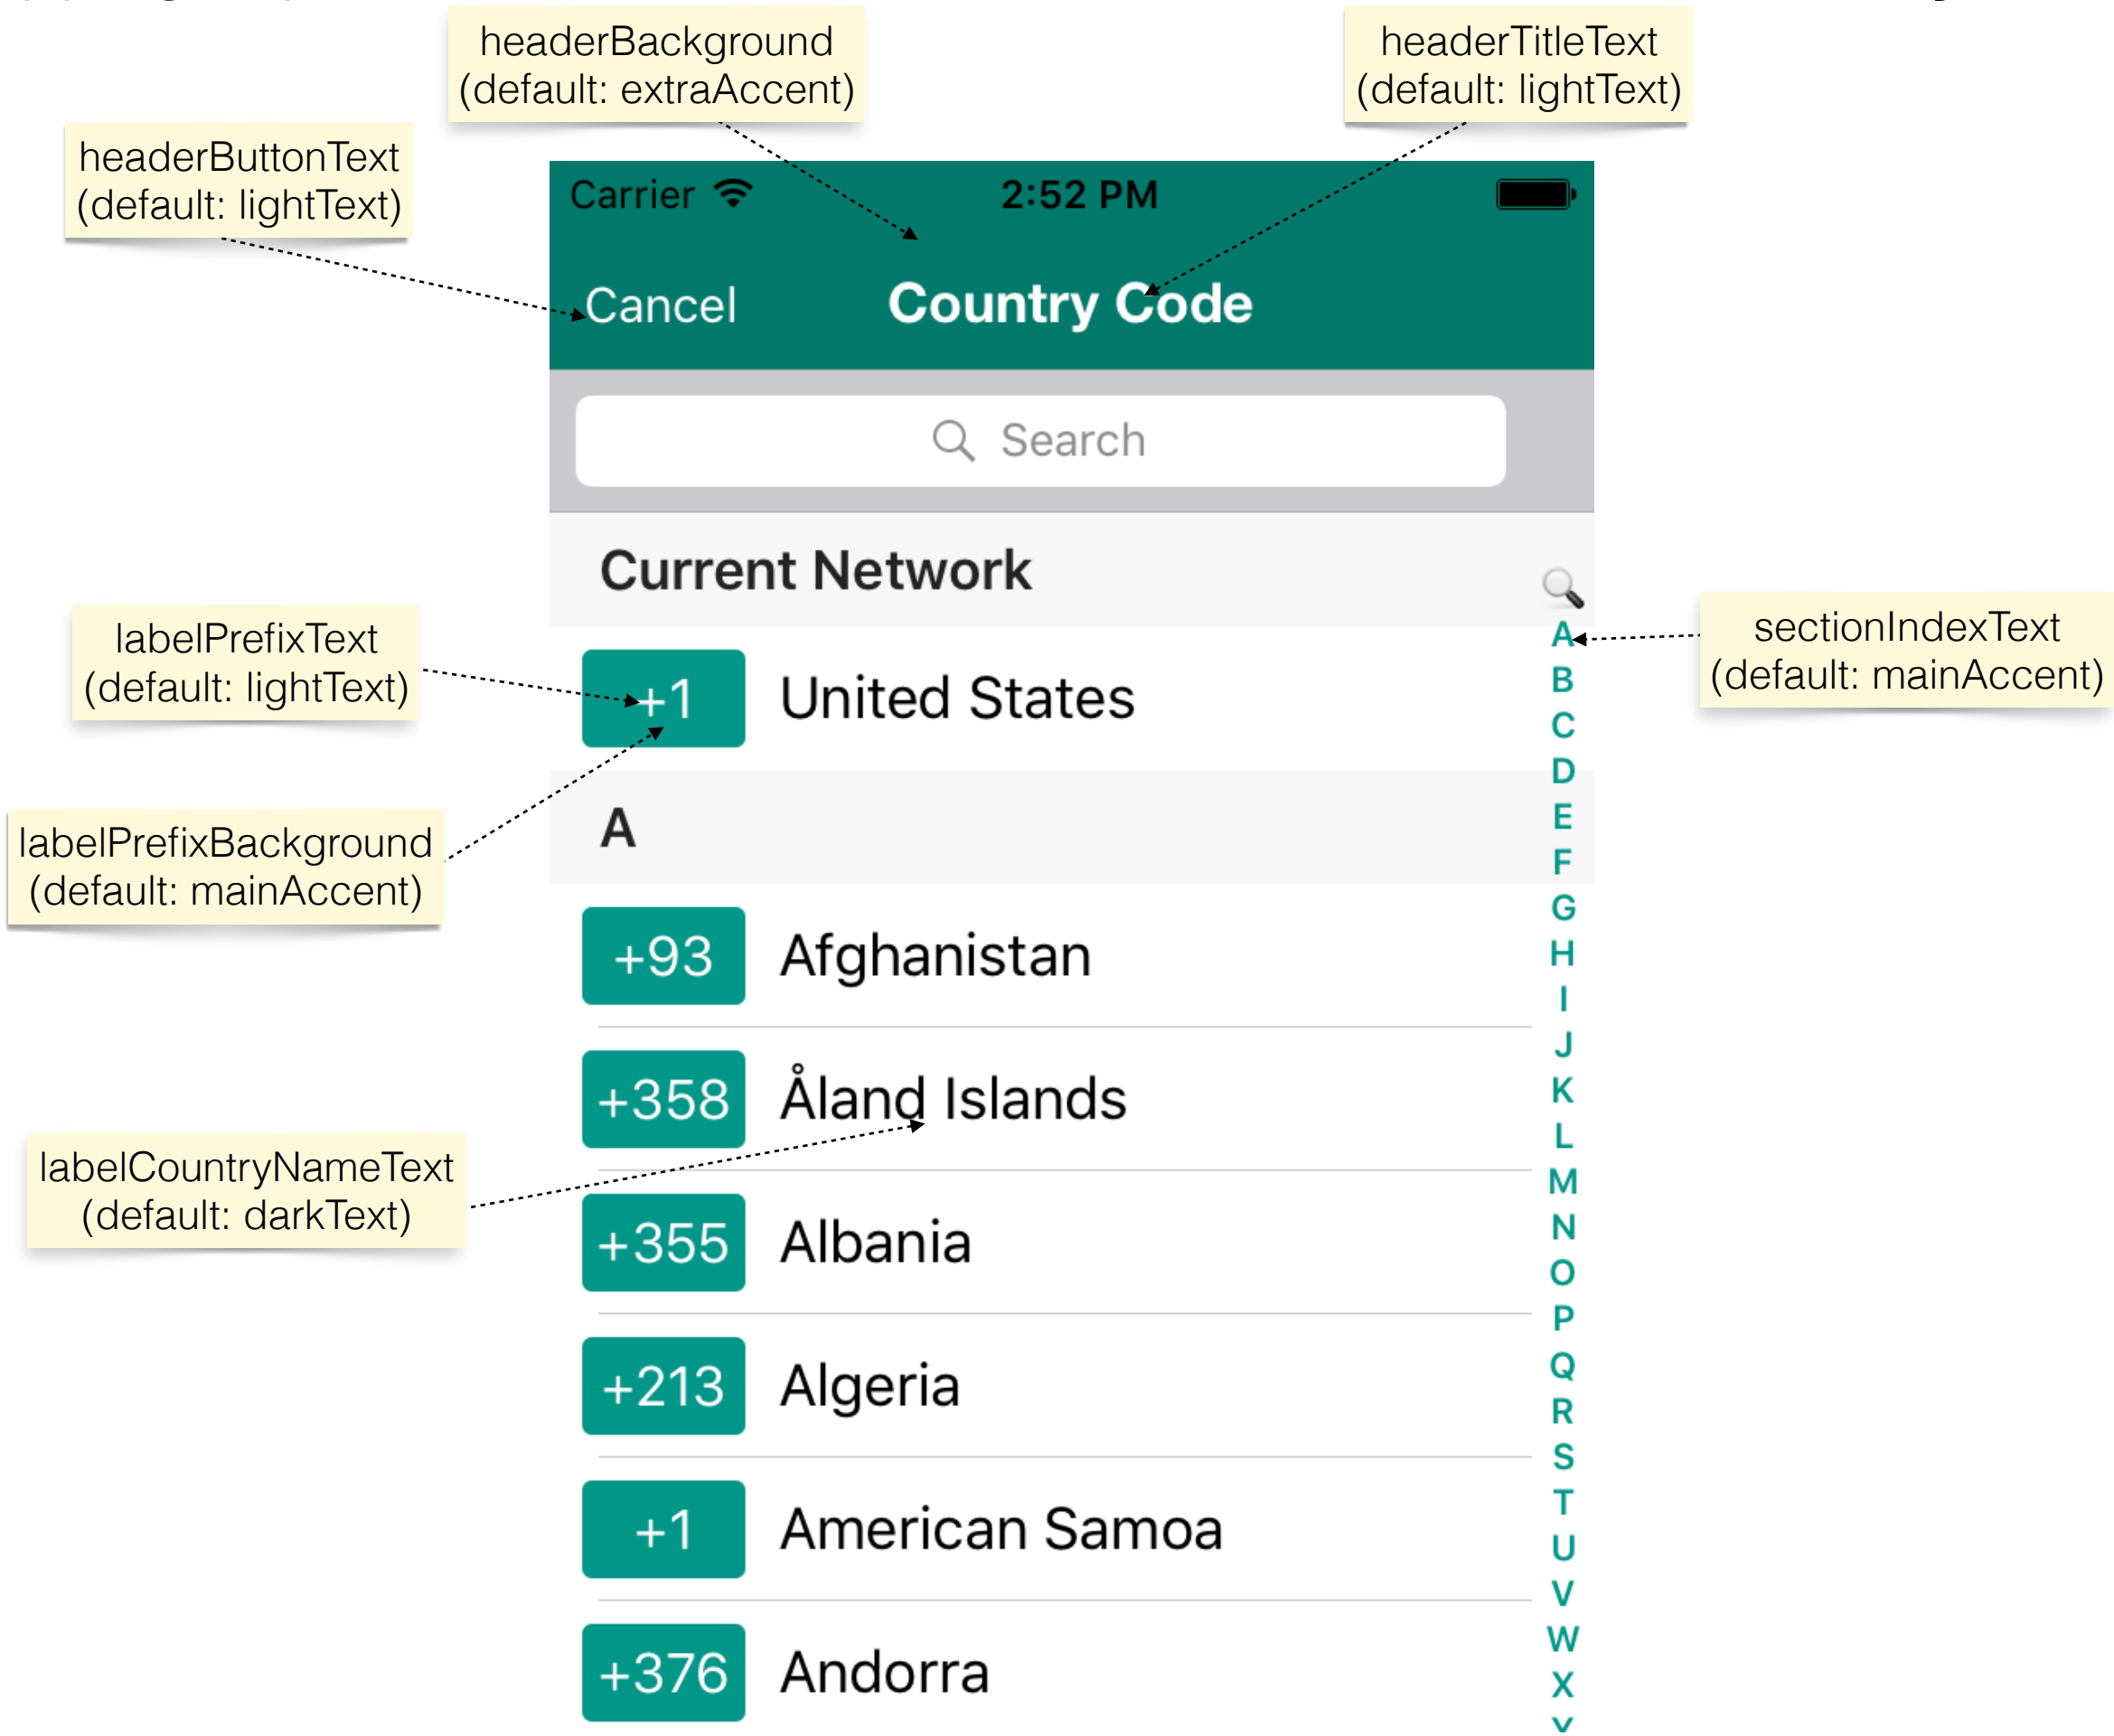 headerBackground
(default: extraAccent)
headerTitleText
(default: lightText)
headerButtonText
(default: lightText)
Carrier 2:52 PM
Cancel Country Code
Search
Current Network
labelPrefixText
(default: lightText)
+1 United States
sectionIndexText
(default: mainAccent)
labelPrefixBackground
(default: mainAccent)
A
+93 Afghanistan
+358 Åland Islands
labelCountryNameText
(default: darkText)
+355 Albania
+213 Algeria
+1 American Samoa
+376 Andorra
A
B
C
D
E
F
G
H
I
J
K
L
M
N
O
P
Q
R
S
T
U
V
W
X